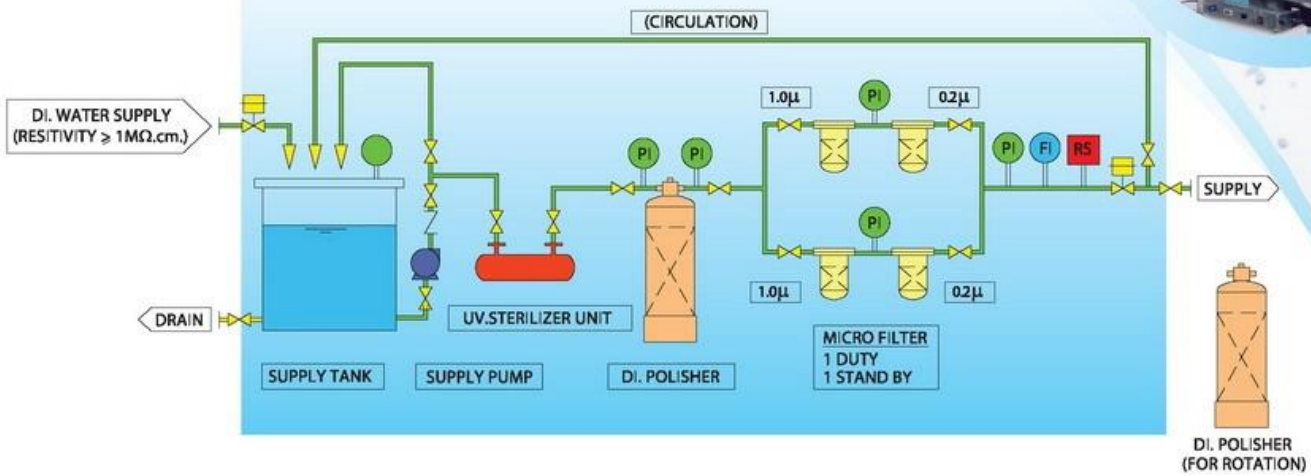 (CIRCULATION)
DI. WATER SUPPLY
(RESITIVITY ⩾ 1MΩ.cm.)
1.0μ
PI
0.2μ
PI
PI
PI
FI
RS
SUPPLY
PI
DRAIN
1.0μ
0.2μ
UV.STERILIZER UNIT
MICRO FILTER
1 DUTY
1 STAND BY
SUPPLY TANK
SUPPLY PUMP
DI. POLISHER
DI. POLISHER
(FOR ROTATION)